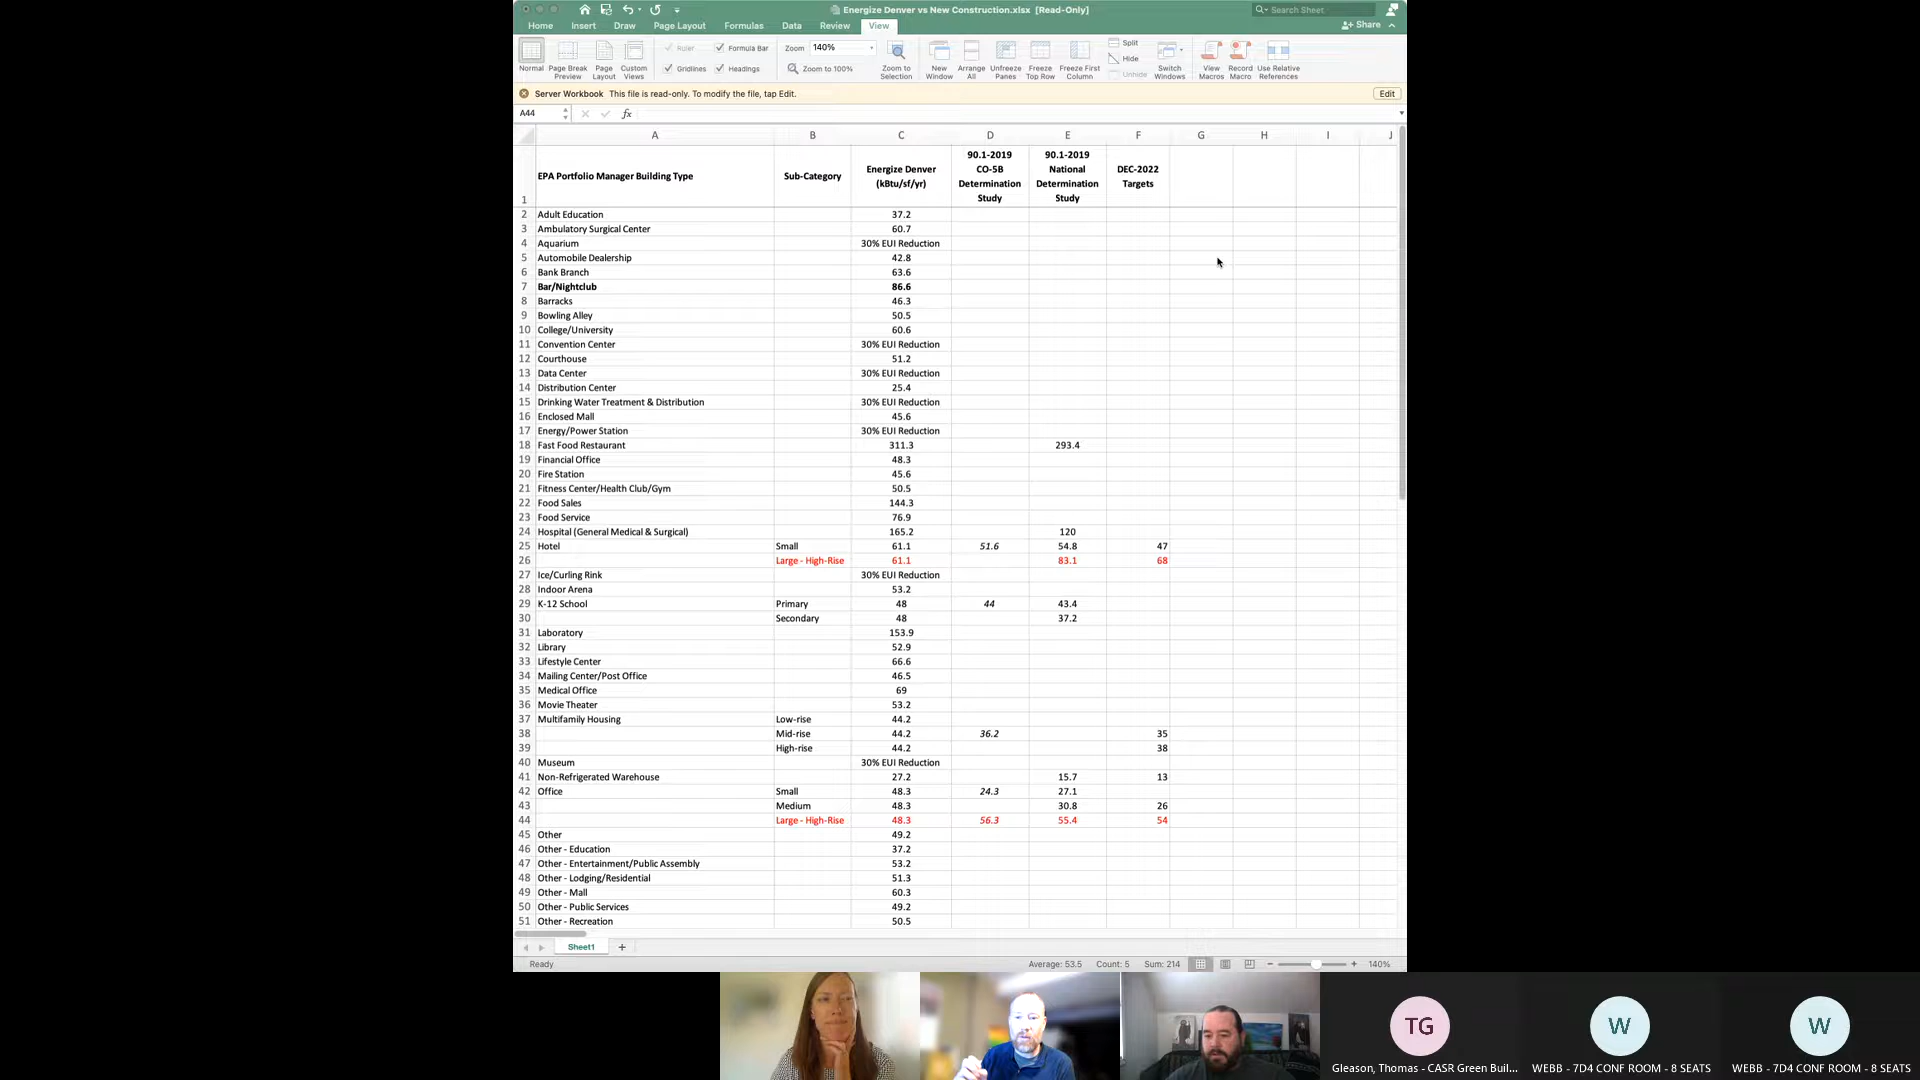 Energize Denver vs New Construction.xlsx [Read-Only]
Search Sheet
Home Insert Draw Page Layout Formulas Data Review View
Share
Normal
Page Break Preview
Page Layout
Custom Views
Ruler
Formula Bar
Gridlines
Headings
Zoom 140%
Zoom to 100%
Zoom to Selection
New Window
Arrange All
Unfreeze Panes
Freeze Top Row
Freeze First Column
Split
Hide
Unhide
Switch Windows
View Macros
Record Macro
Use Relative References
Server Workbook This file is read-only. To modify the file, tap Edit.
Edit
A44
fx
A B C D E F G H I J
1 EPA Portfolio Manager Building Type Sub-Category Energize Denver (kBtu/sf/yr) 90.1-2019 CO-5B Determination Study 90.1-2019 National Determination Study DEC-2022 Targets
2 Adult Education 37.2
3 Ambulatory Surgical Center 60.7
4 Aquarium 30% EUI Reduction
5 Automobile Dealership 42.8
6 Bank Branch 63.6
7 Bar/Nightclub 86.6
8 Barracks 46.3
9 Bowling Alley 50.5
10 College/University 60.6
11 Convention Center 30% EUI Reduction
12 Courthouse 51.2
13 Data Center 30% EUI Reduction
14 Distribution Center 25.4
15 Drinking Water Treatment & Distribution 30% EUI Reduction
16 Enclosed Mall 45.6
17 Energy/Power Station 30% EUI Reduction
18 Fast Food Restaurant 311.3 293.4
19 Financial Office 48.3
20 Fire Station 45.6
21 Fitness Center/Health Club/Gym 50.5
22 Food Sales 144.3
23 Food Service 76.9
24 Hospital (General Medical & Surgical) 165.2 120
25 Hotel Small 61.1 51.6 54.8 47
26 Large - High-Rise 61.1 83.1 68
27 Ice/Curling Rink 30% EUI Reduction
28 Indoor Arena 53.2
29 K-12 School Primary 48 44 43.4
30 Secondary 48 37.2
31 Laboratory 153.9
32 Library 52.9
33 Lifestyle Center 66.6
34 Mailing Center/Post Office 46.5
35 Medical Office 69
36 Movie Theater 53.2
37 Multifamily Housing Low-rise 44.2
38 Mid-rise 44.2 36.2 35
39 High-rise 44.2 38
40 Museum 30% EUI Reduction
41 Non-Refrigerated Warehouse 27.2 15.7 13
42 Office Small 48.3 24.3 27.1
43 Medium 48.3 30.8 26
44 Large - High-Rise 48.3 56.3 55.4 54
45 Other 49.2
46 Other - Education 37.2
47 Other - Entertainment/Public Assembly 53.2
48 Other - Lodging/Residential 51.3
49 Other - Mall 60.3
50 Other - Public Services 49.2
51 Other - Recreation 50.5
Sheet1 +
Ready Average: 53.5 Count: 5 Sum: 214 140%
TG
W
W
Gleason, Thomas - CASR Green Buil...
WEBB - 7D4 CONF ROOM - 8 SEATS
WEBB - 7D4 CONF ROOM - 8 SEATS